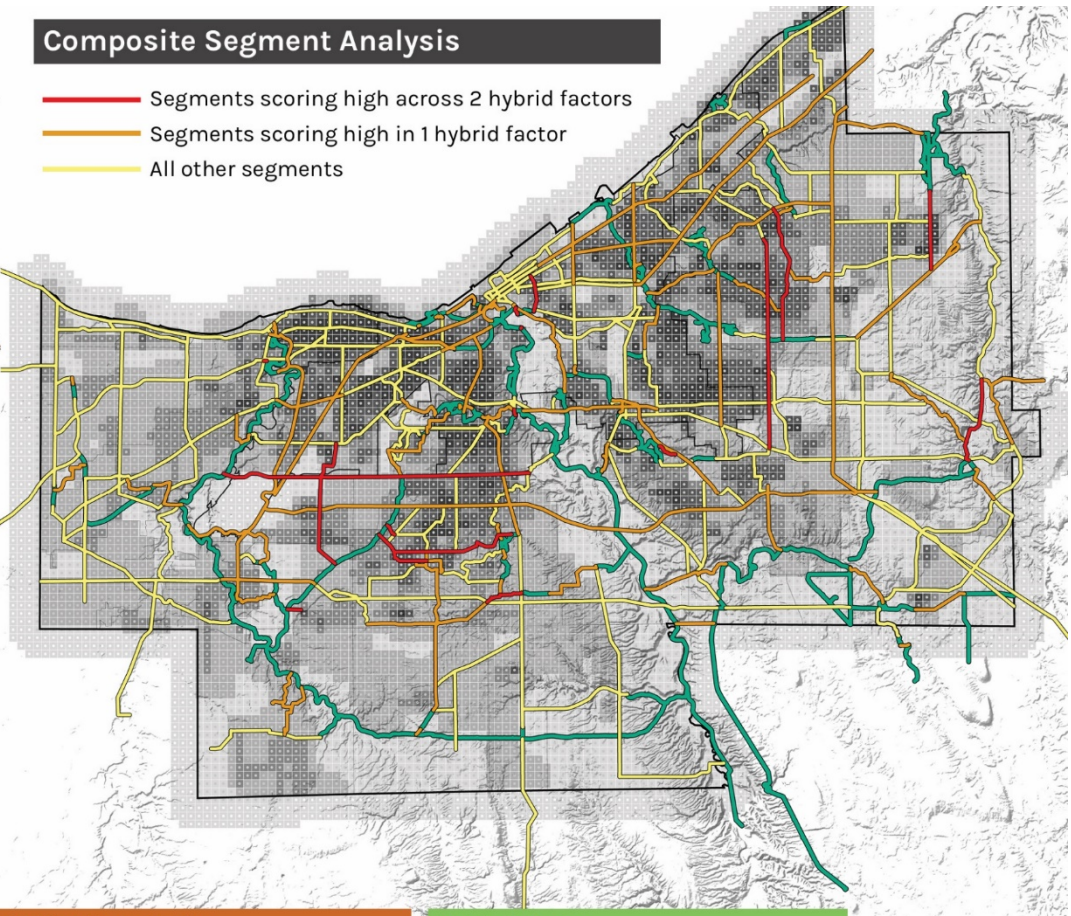 Composite Segment Analysis
Segments scoring high across 2 hybrid factors
Segments scoring high in 1 hybrid factor
All other segments